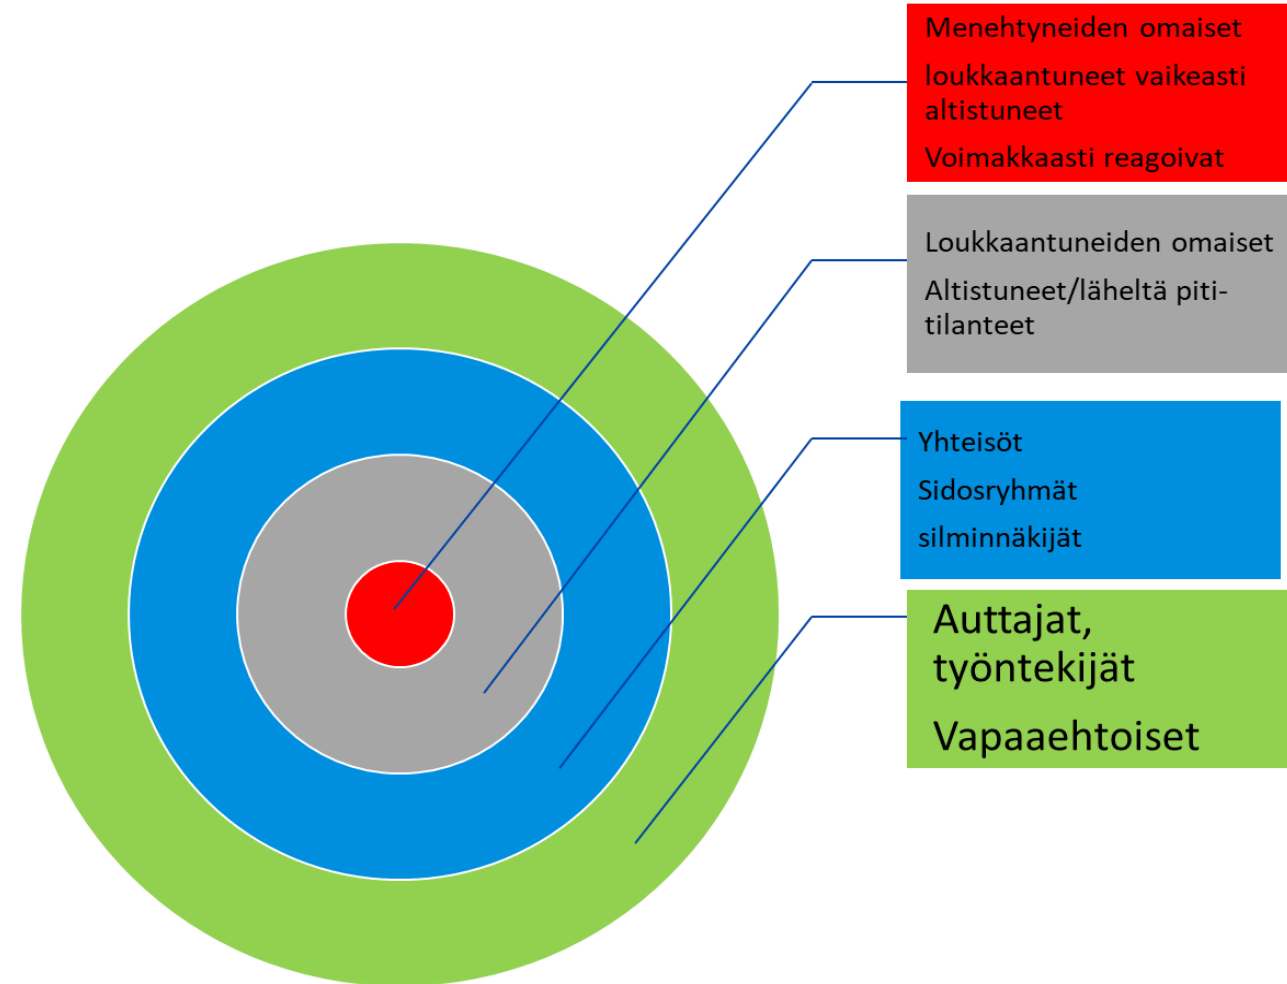 Menehtyneiden omaiset
loukkaantuneet vaikeasti
altistuneet
Voimakkaasti reagoivat
Loukkaantuneiden omaiset
Altistuneet/läheltä piti-
tilanteet
Yhteisöt
Sidosryhmät
silminnäkijät
Auttajat,
työntekijät
Vapaaehtoiset